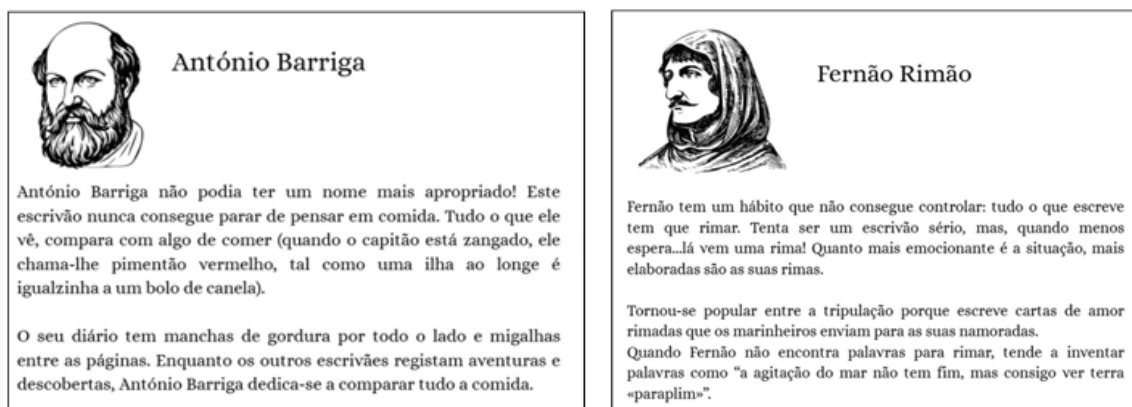 António Barriga
António Barriga não podia ter um nome mais apropriado! Este
escrivão nunca consegue parar de pensar em comida. Tudo o que ele
vê, compara com algo de comer (quando o capitão está zangado, ele
chama-lhe pimentão vermelho, tal como uma ilha ao longe é
igualzinha a um bolo de canela).
O seu diário tem manchas de gordura por todo o lado e migalhas
entre as páginas. Enquanto os outros escrivães registam aventuras e
descobertas, António Barriga dedica-se a comparar tudo a comida.
Fernão Rimão
Fernão tem um hábito que não consegue controlar: tudo o que escreve
tem que rimar. Tenta ser um escrivão sério, mas, quando menos
espera...lá vem uma rima! Quanto mais emocionante é a situação, mais
elaboradas são as suas rimas.
Tornou-se popular entre a tripulação porque escreve cartas de amor
rimadas que os marinheiros enviam para as suas namoradas.
Quando Fernão não encontra palavras para rimar, tende a inventar
palavras como “a agitação do mar não tem fim, mas consigo ver terra
«paraplim»”.